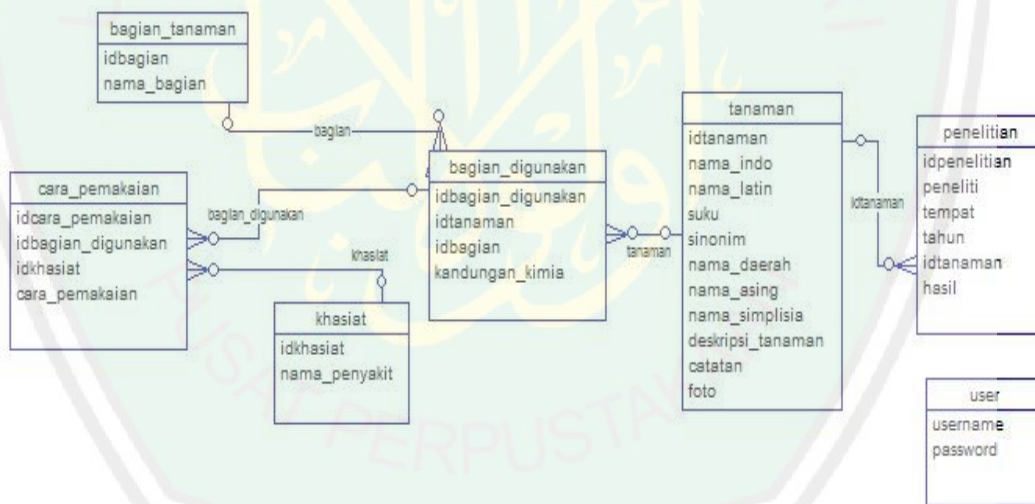 bagian_tanaman
idbagian
nama_bagian
bagian
cara_pemakaian
idcara_pemakaian
idbagian_digunakan
idkhasiat
cara_pemakaian
bagian_digunakan
khasiat
khasiat
idkhasiat
nama_penyakit
bagian_digunakan
idbagian_digunakan
idtanaman
idbagian
kandungan_kimia
tanaman
tanaman
idtanaman
nama_indo
nama_latin
suku
sinonim
nama_daerah
nama_asing
nama_simplisia
deskripsi_tanaman
catatan
foto
idtanaman
penelitian
idpenelitian
peneliti
tempat
tahun
idtanaman
hasil
user
username
password